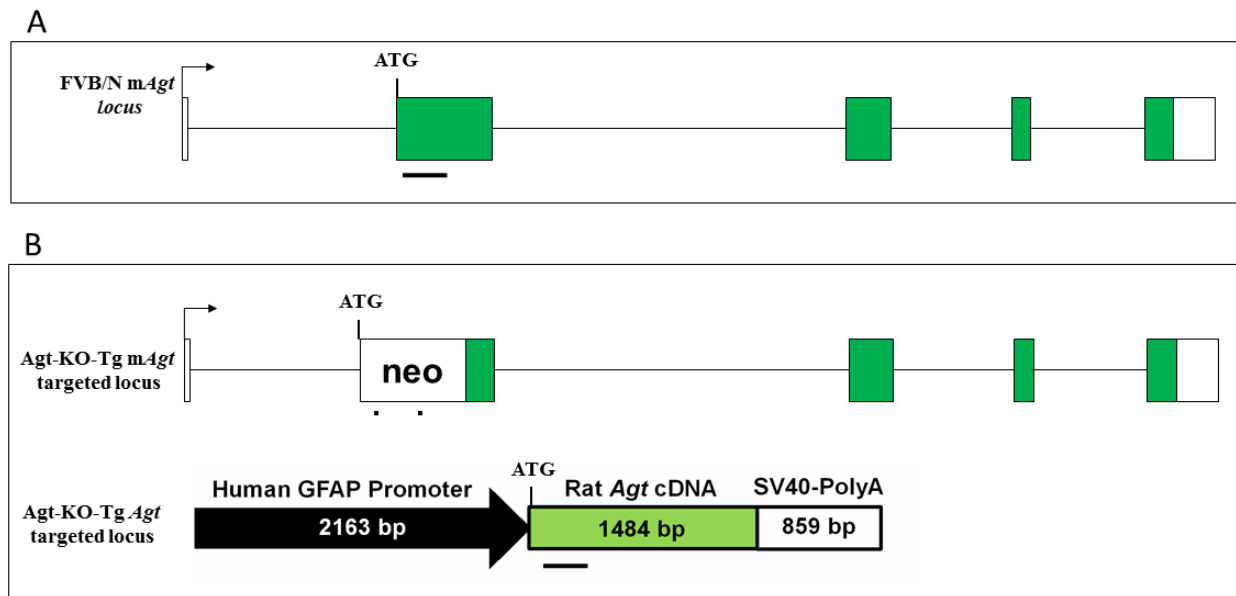 A
ATG
FVB/N mAgt
locus
B
ATG
Agt-KO-Tg mAgt
targeted locus
neo
ATG
Human GFAP Promoter
Rat Agt cDNA
SV40-PolyA
Agt-KO-Tg Agt
targeted locus
2163 bp
1484 bp
859 bp